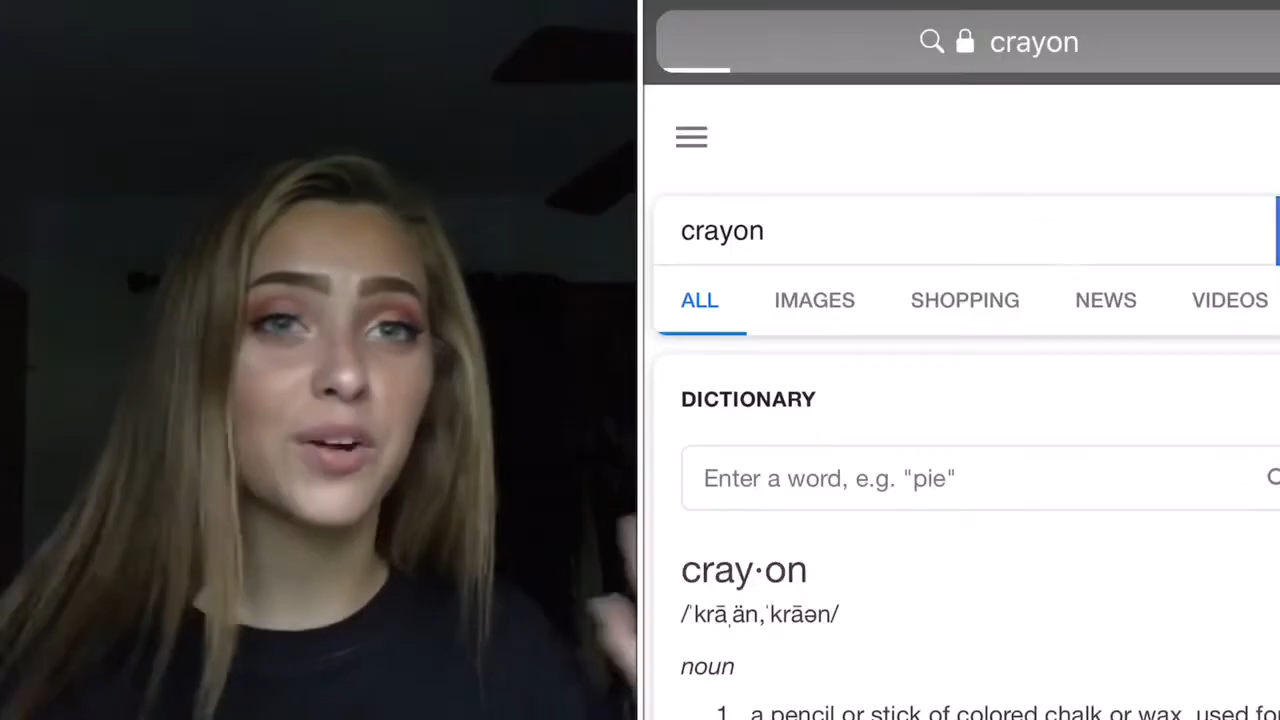 crayon
crayon
ALL IMAGES SHOPPING NEWS VIDEOS
DICTIONARY
Enter a word, e.g. "pie"
cray·on
/ˈkrāˌän,ˈkrāən/
noun
1. a pencil or stick of colored chalk or wax, used fo